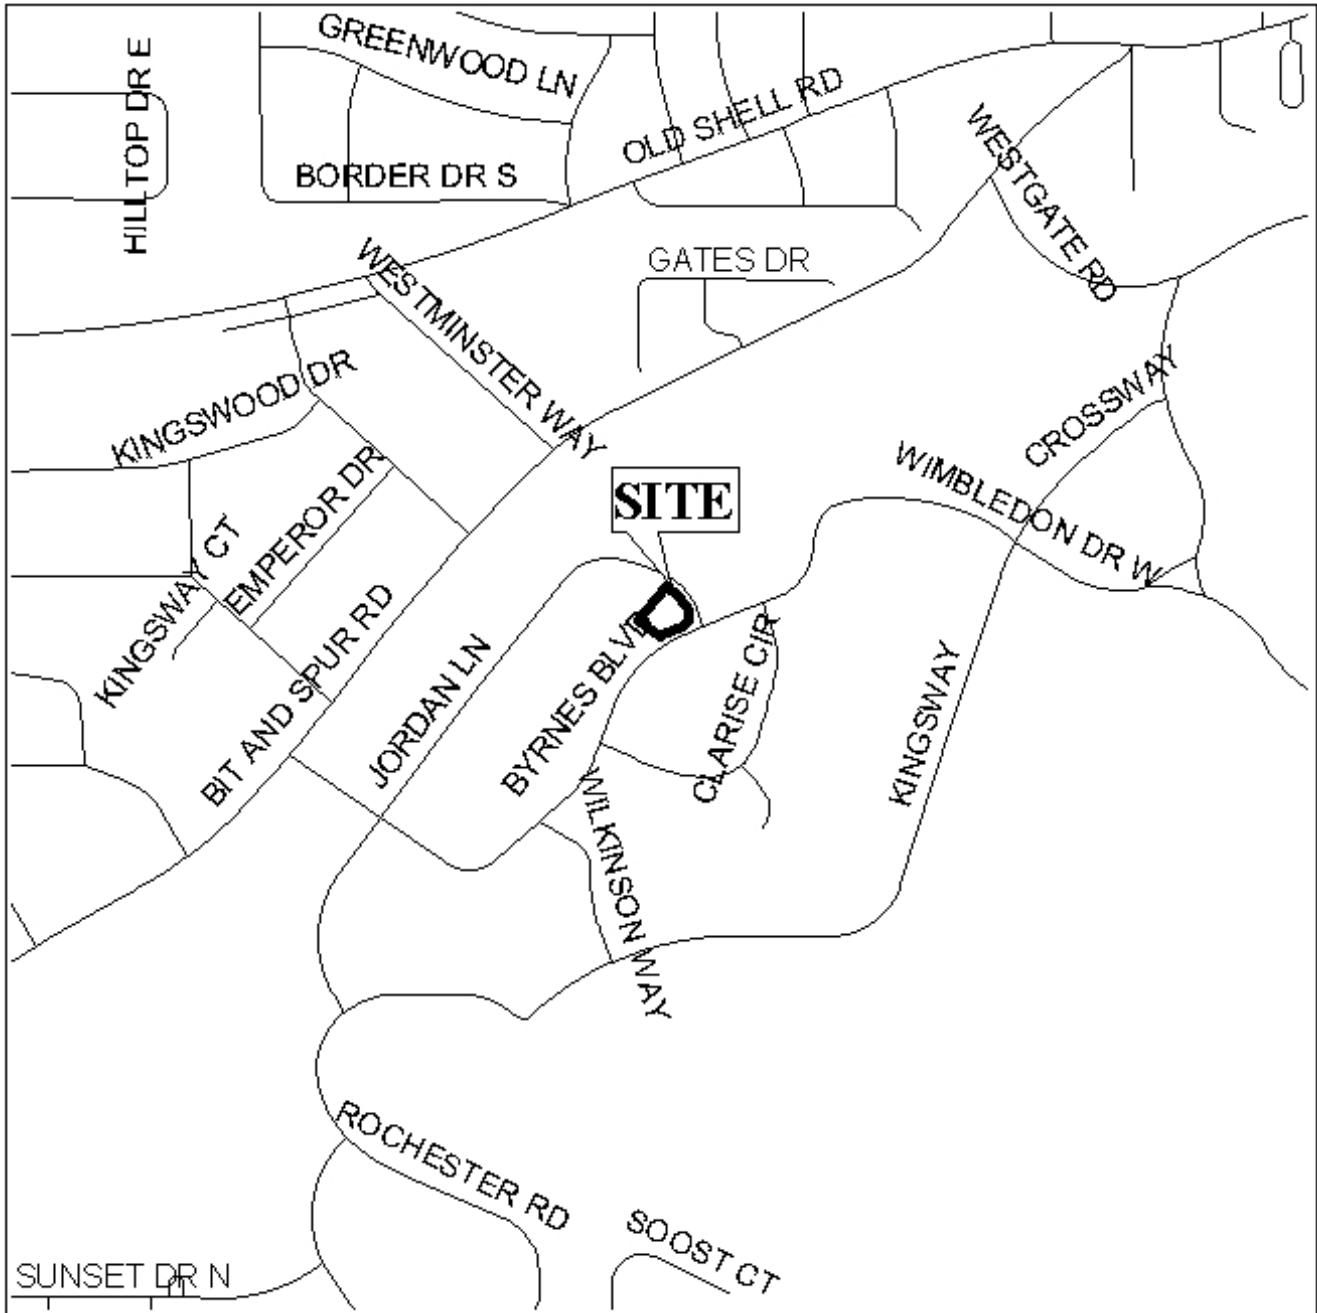 GREENWOOD LN
HILLTOP DR E
OLD SHELL RD
BORDER DR S
WESTGATE RD
GATES DR
WESTMINSTER WAY
KINGSWOOD DR
CROSSWAY
EMPEROR DR
SITE
WIMBLEDON DR W
KINGSWAY CT
BIT AND SPUR RD
JORDAN LN
BYRNES BLVD
CLARISE CIR
KINGSWAY
WILKINSON WAY
ROCHESTER RD
SOOST CT
SUNSET DR N